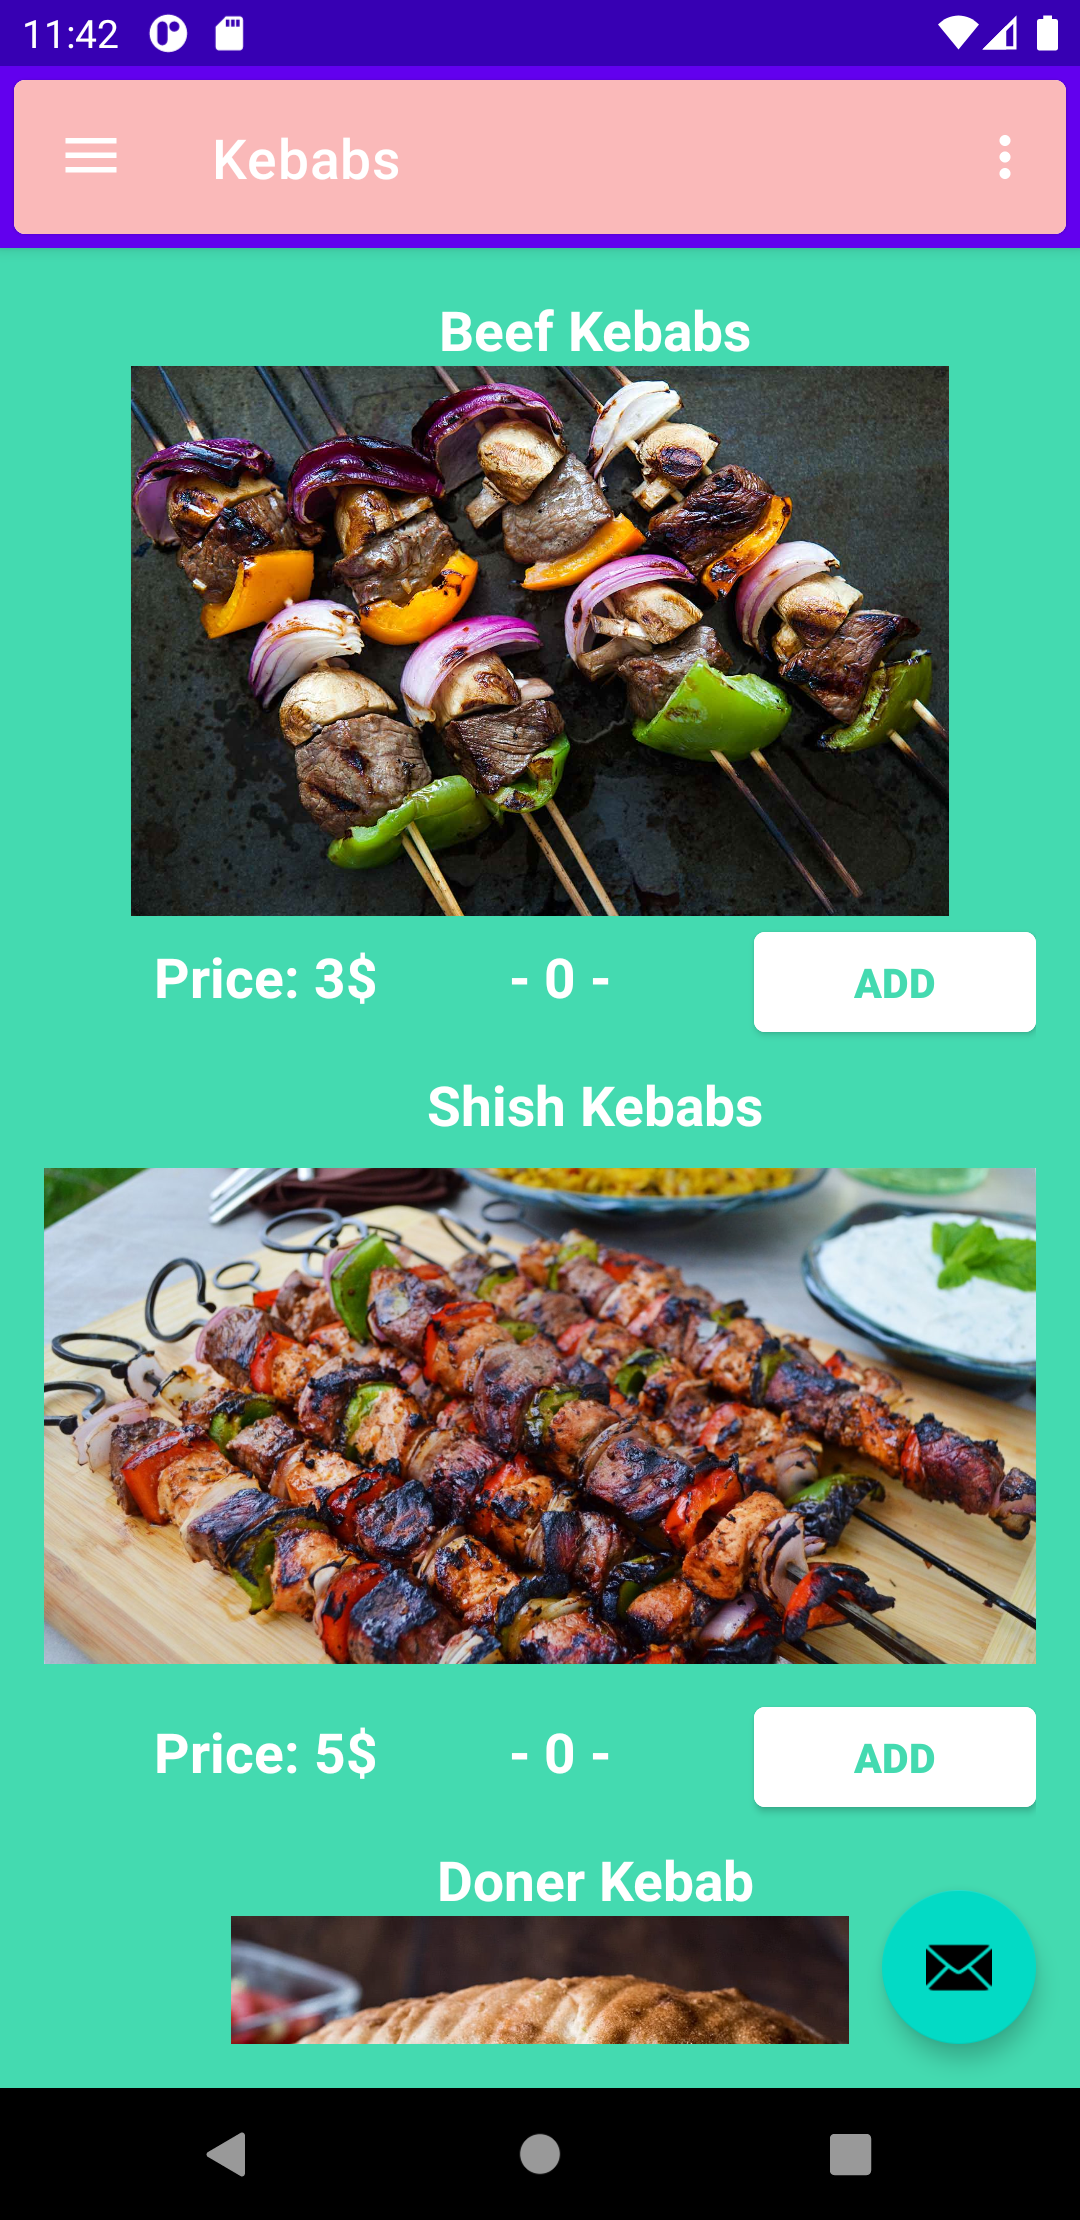 11:42
Kebabs
Beef Kebabs
Price: 3$ - 0 - ADD
Shish Kebabs
Price: 5$ - 0 - ADD
Doner Kebab